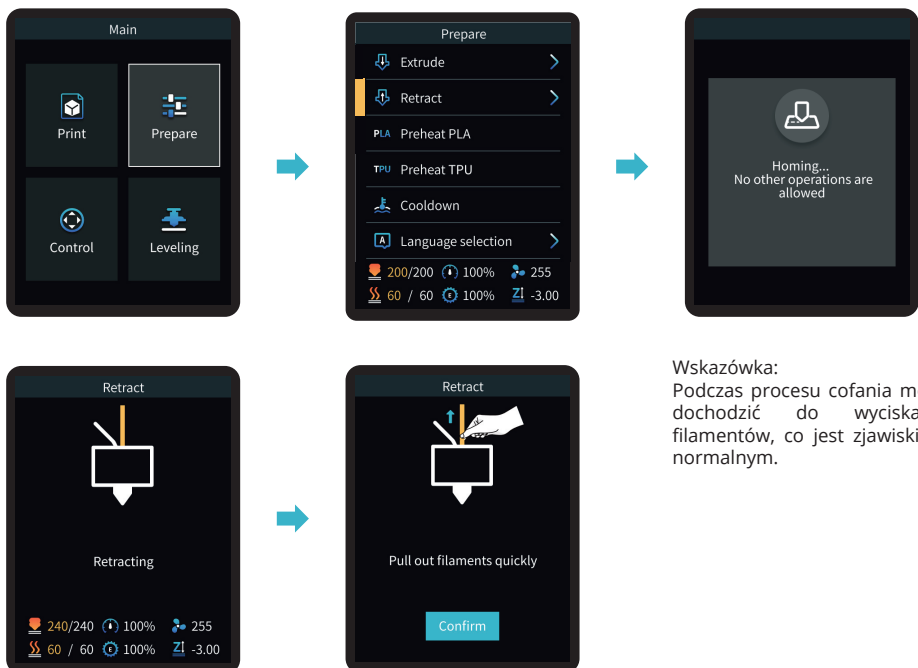 Main
Print
Prepare
Control
Leveling
Prepare
Extrude
Retract
PLA Preheat PLA
TPU Preheat TPU
Cooldown
A Language selection
200/200 100% 255
60 / 60 E 100% Z -3.00
Homing...
No other operations are
allowed
Retract
Retracting
240/240 100% 255
60 / 60 E 100% Z -3.00
Retract
Pull out filaments quickly
Confirm
Wskazówka:
Podczas procesu cofania m
dochodzić do wyciska
filamentów, co jest zjawiski
normalnym.